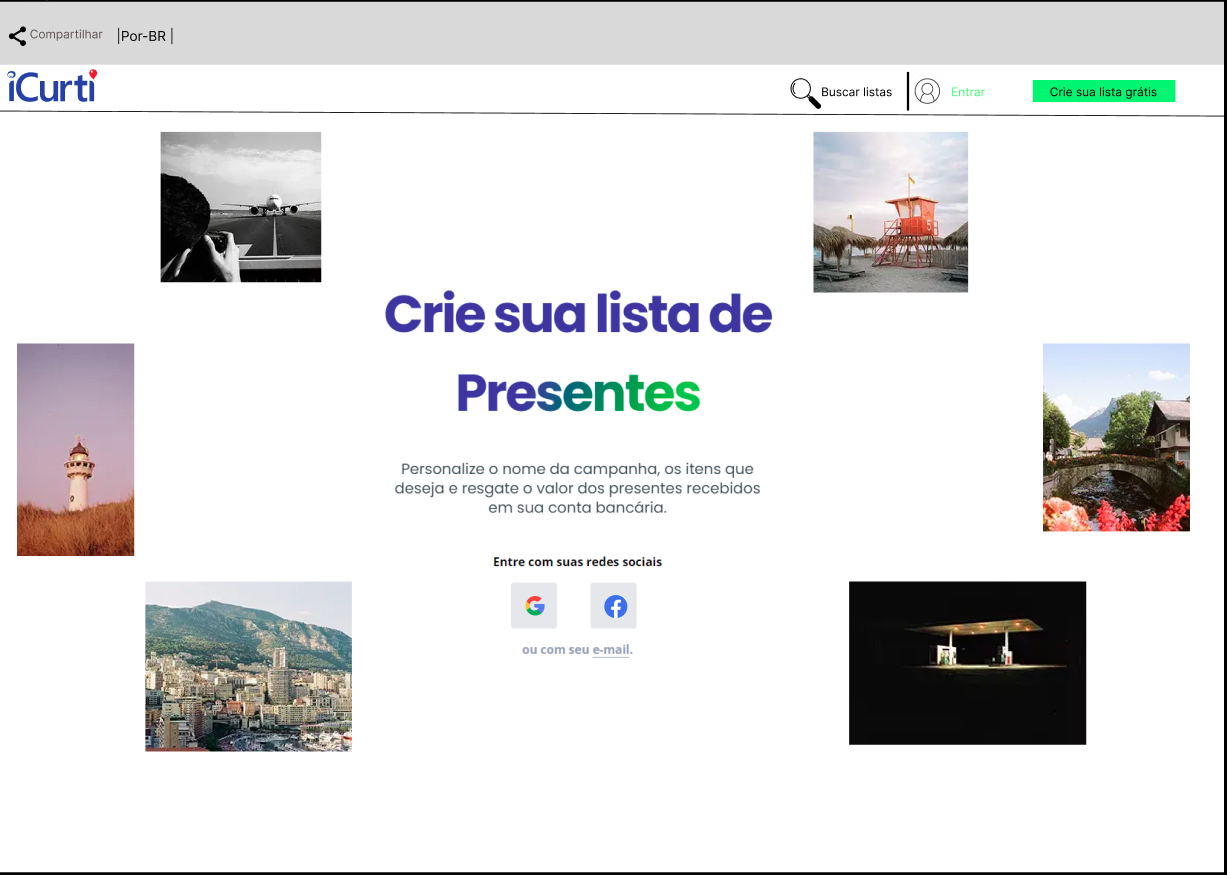 Compartilhar |Por-BR |
iCurti
Buscar listas
Entrar
Crie sua lista grátis
5
Crie sua lista de
Presentes
Personalize o nome da campanha, os itens que
deseja e resgate o valor dos presentes recebidos
em sua conta bancária.
Entre com suas redes sociais
ou com seu e-mail.